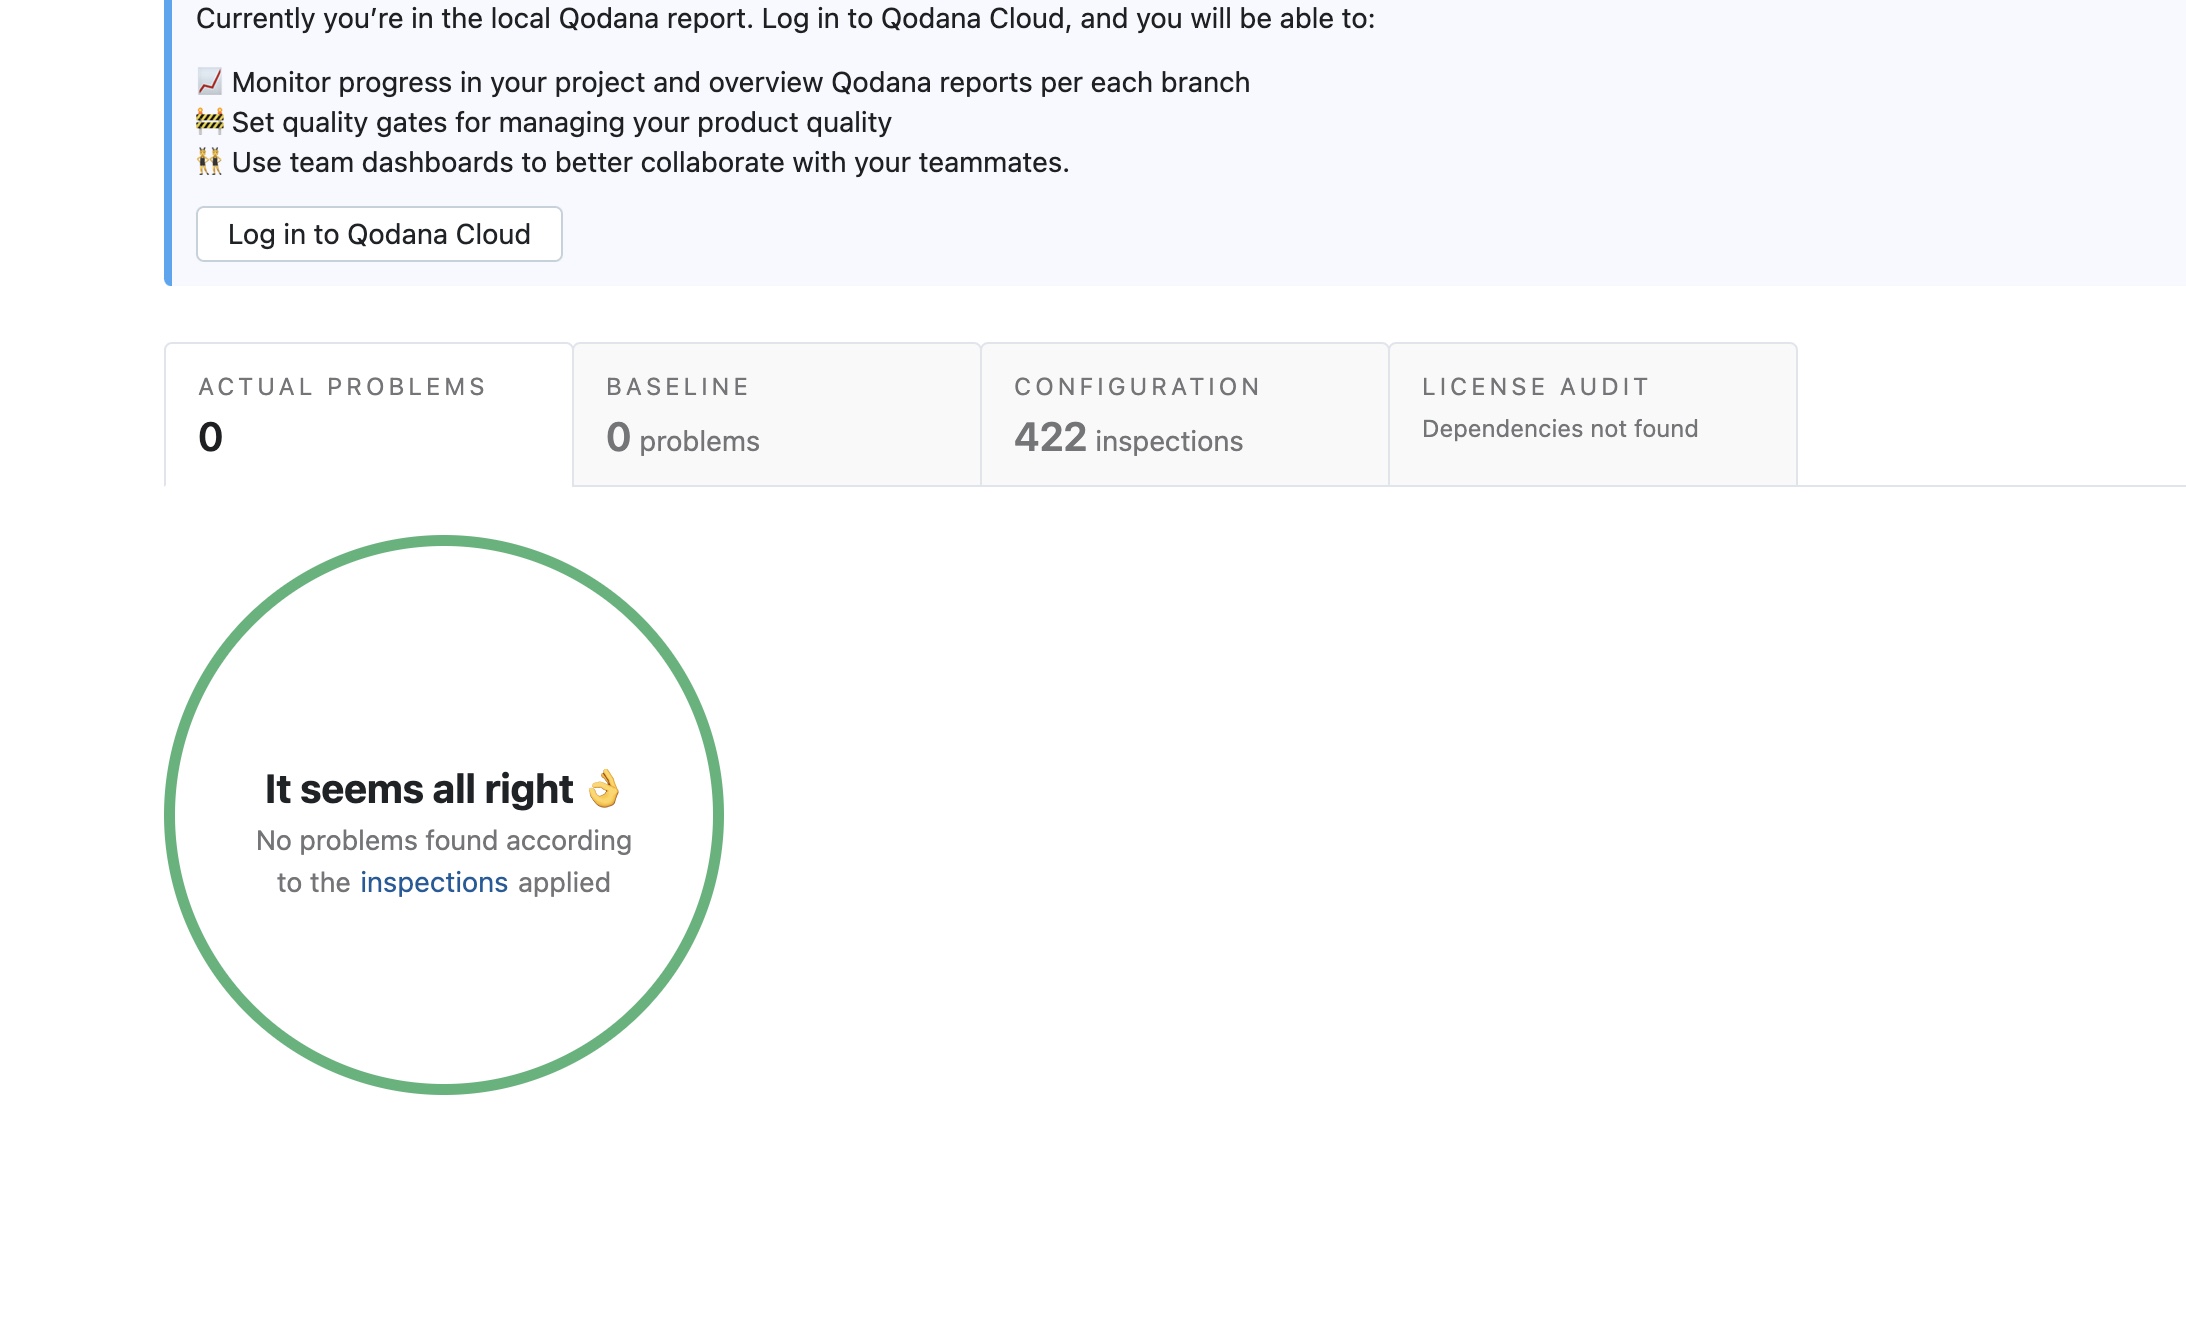 Currently you’re in the local Qodana report. Log in to Qodana Cloud, and you will be able to:
📈 Monitor progress in your project and overview Qodana reports per each branch
🚧 Set quality gates for managing your product quality
👯 Use team dashboards to better collaborate with your teammates.
Log in to Qodana Cloud
ACTUAL PROBLEMS
0
BASELINE
0 problems
CONFIGURATION
422 inspections
LICENSE AUDIT
Dependencies not found
It seems all right 👌
No problems found according
to the inspections applied